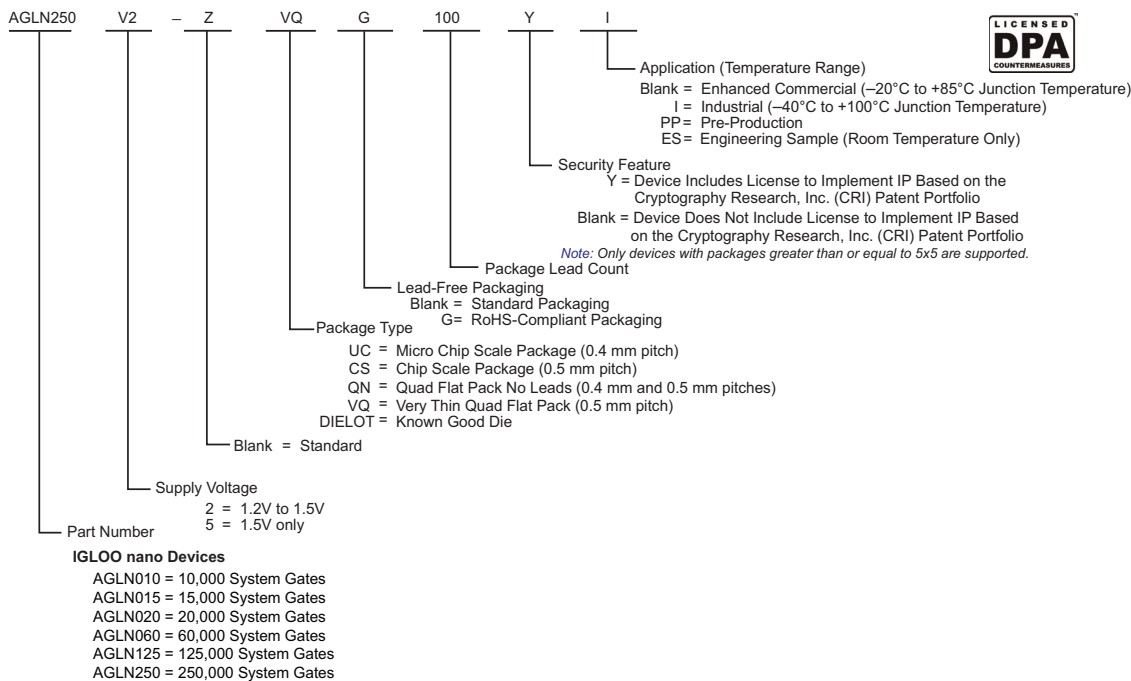 AGLN250 V2 – Z VQ G 100 Y I
LICENSED
DPA
COUNTERMEASURES
™
Application (Temperature Range)
Blank = Enhanced Commercial (–20°C to +85°C Junction Temperature)
I = Industrial (–40°C to +100°C Junction Temperature)
PP= Pre-Production
ES= Engineering Sample (Room Temperature Only)
Security Feature
Y = Device Includes License to Implement IP Based on the
Cryptography Research, Inc. (CRI) Patent Portfolio
Blank = Device Does Not Include License to Implement IP Based
on the Cryptography Research, Inc. (CRI) Patent Portfolio
Note: Only devices with packages greater than or equal to 5x5 are supported.
Package Lead Count
Lead-Free Packaging
Blank = Standard Packaging
G= RoHS-Compliant Packaging
Package Type
UC = Micro Chip Scale Package (0.4 mm pitch)
CS = Chip Scale Package (0.5 mm pitch)
QN = Quad Flat Pack No Leads (0.4 mm and 0.5 mm pitches)
VQ = Very Thin Quad Flat Pack (0.5 mm pitch)
DIELOT = Known Good Die
Blank = Standard
Supply Voltage
2 = 1.2V to 1.5V
5 = 1.5V only
Part Number
IGLOO nano Devices
AGLN010 = 10,000 System Gates
AGLN015 = 15,000 System Gates
AGLN020 = 20,000 System Gates
AGLN060 = 60,000 System Gates
AGLN125 = 125,000 System Gates
AGLN250 = 250,000 System Gates